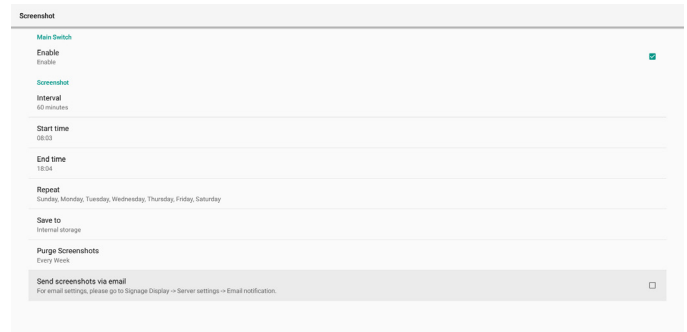 Screenshot
Main Switch
Enable
Enable
Screenshot
Interval
60 minutes
Start time
08:03
End time
18:04
Repeat
Sunday, Monday, Tuesday, Wednesday, Thursday, Friday, Saturday
Save to
Internal storage
Purge Screenshots
Every Week
Send screenshots via email
For email settings, please go to Signage Display -> Server settings -> Email notification.